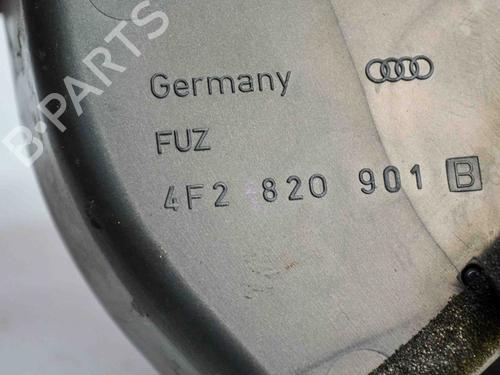 B-PARTS
Germany
FUZ
4F2 820 901 B